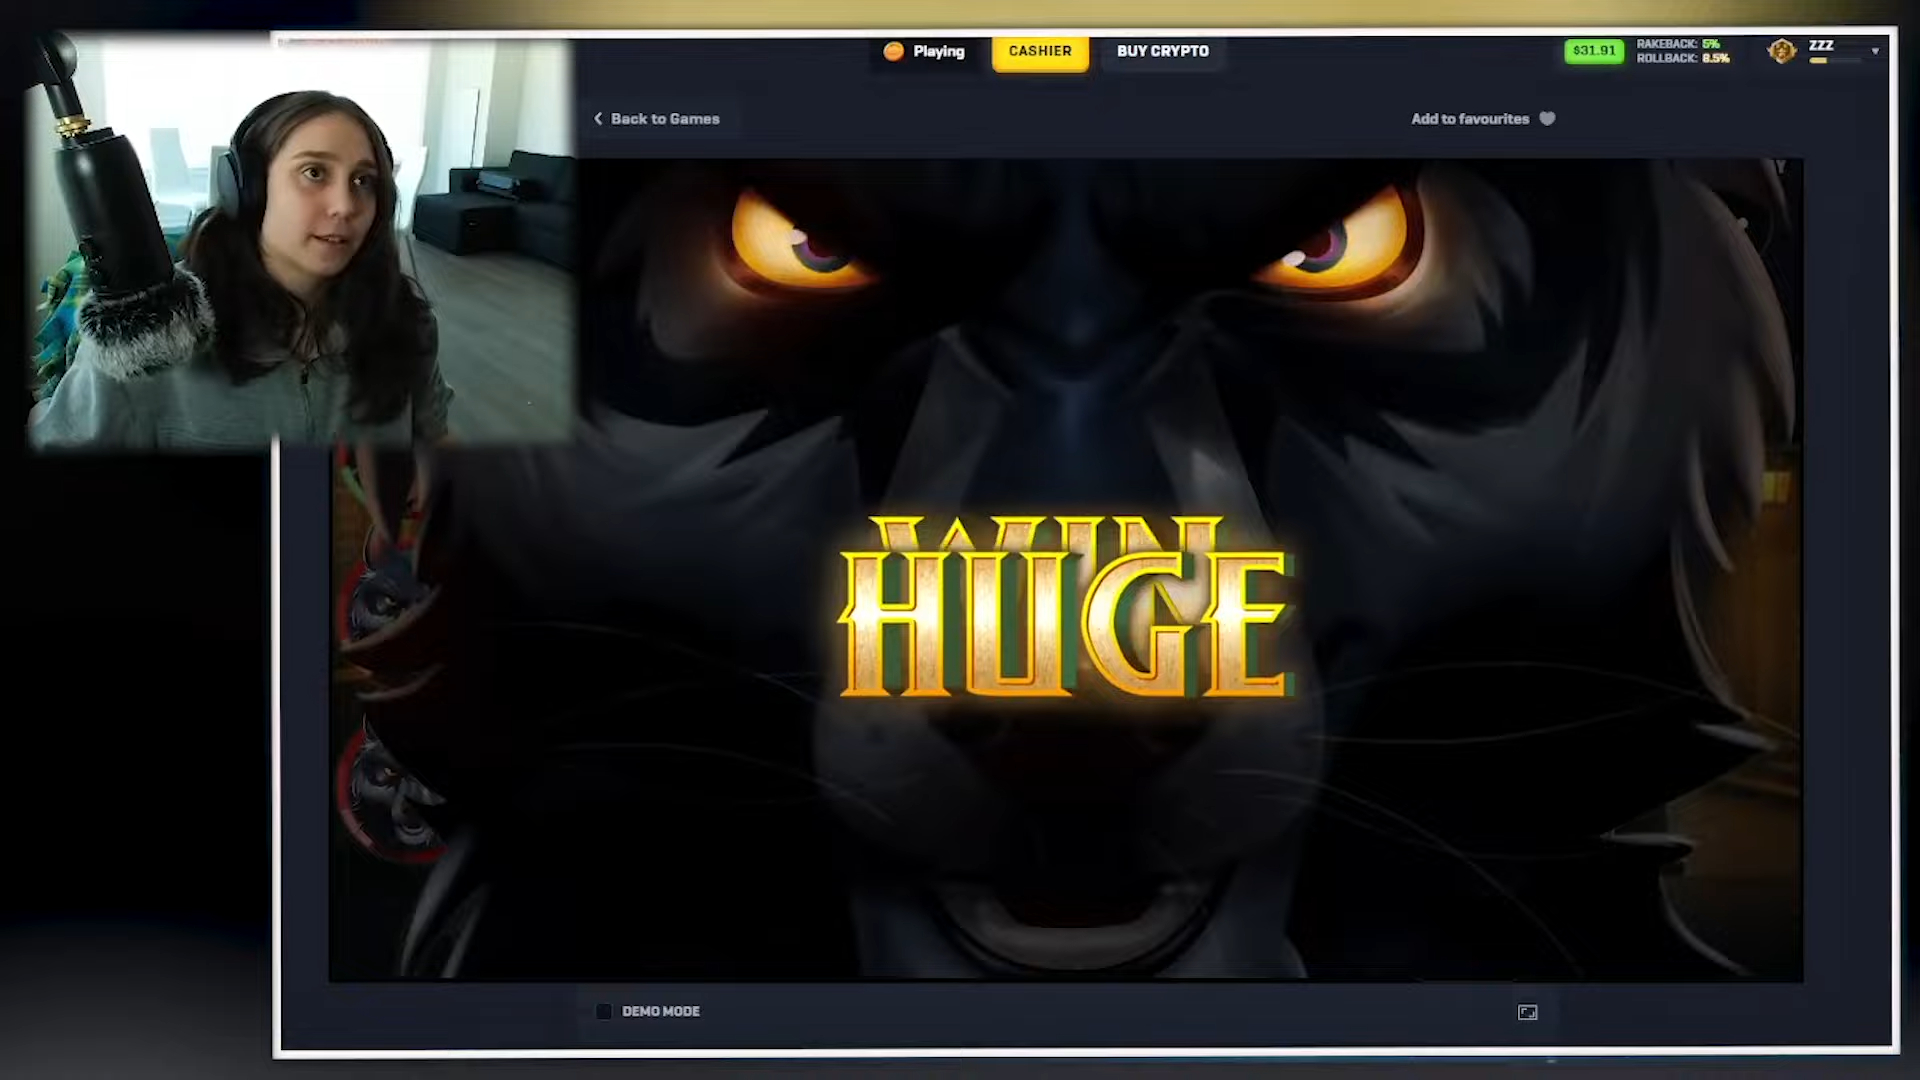 Playing
CASHIER
BUY CRYPTO
$31.91
RAKEBACK: 5%
ROLLBACK: 8.5%
ZZZ
Back to Games
Add to favourites
WIN
HUGE
DEMO MODE